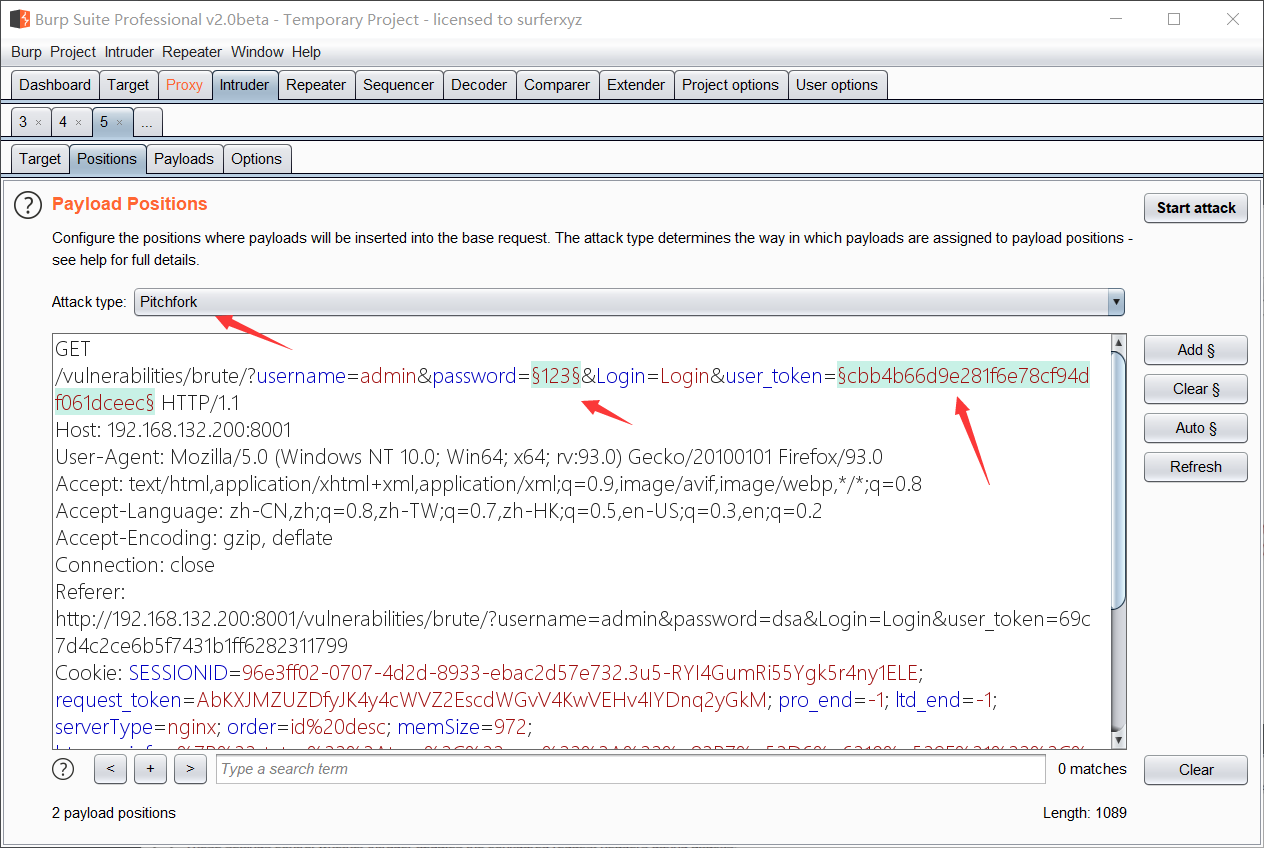 Burp Suite Professional v2.0beta - Temporary Project - licensed to surferxyz
Burp Project Intruder Repeater Window Help
Dashboard Target Proxy Intruder Repeater Sequencer Decoder Comparer Extender Project options User options
3 × 4 × 5 × ...
Target Positions Payloads Options
? Payload Positions
Start attack
Configure the positions where payloads will be inserted into the base request. The attack type determines the way in which payloads are assigned to payload positions -
see help for full details.
Attack type: Pitchfork
GET
/vulnerabilities/brute/?username=admin&password=§123§&Login=Login&user_token=§cbb4b66d9e281f6e78cf94d
f061dceec§ HTTP/1.1
Host: 192.168.132.200:8001
User-Agent: Mozilla/5.0 (Windows NT 10.0; Win64; x64; rv:93.0) Gecko/20100101 Firefox/93.0
Accept: text/html,application/xhtml+xml,application/xml;q=0.9,image/avif,image/webp,*/*;q=0.8
Accept-Language: zh-CN,zh;q=0.8,zh-TW;q=0.7,zh-HK;q=0.5,en-US;q=0.3,en;q=0.2
Accept-Encoding: gzip, deflate
Connection: close
Referer:
http://192.168.132.200:8001/vulnerabilities/brute/?username=admin&password=dsa&Login=Login&user_token=69c
7d4c2ce6b5f7431b1ff6282311799
Cookie: SESSIONID=96e3ff02-0707-4d2d-8933-ebac2d57e732.3u5-RYI4GumRi55Ygk5r4ny1ELE;
request_token=AbKXJMZUZDfyJK4y4cWVZ2EscdWGvV4KwVEHv4IYDnq2yGkM; pro_end=-1; ltd_end=-1;
serverType=nginx; order=id%20desc; memSize=972;
Add §
Clear §
Auto §
Refresh
? < + > Type a search term 0 matches Clear
2 payload positions Length: 1089